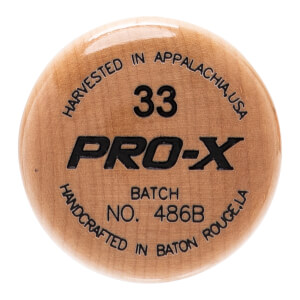 HARVESTED IN APPALACHIA,USA
33
PRO-X
BATCH
NO. 486B
HANDCRAFTED IN BATON ROUGE,LA